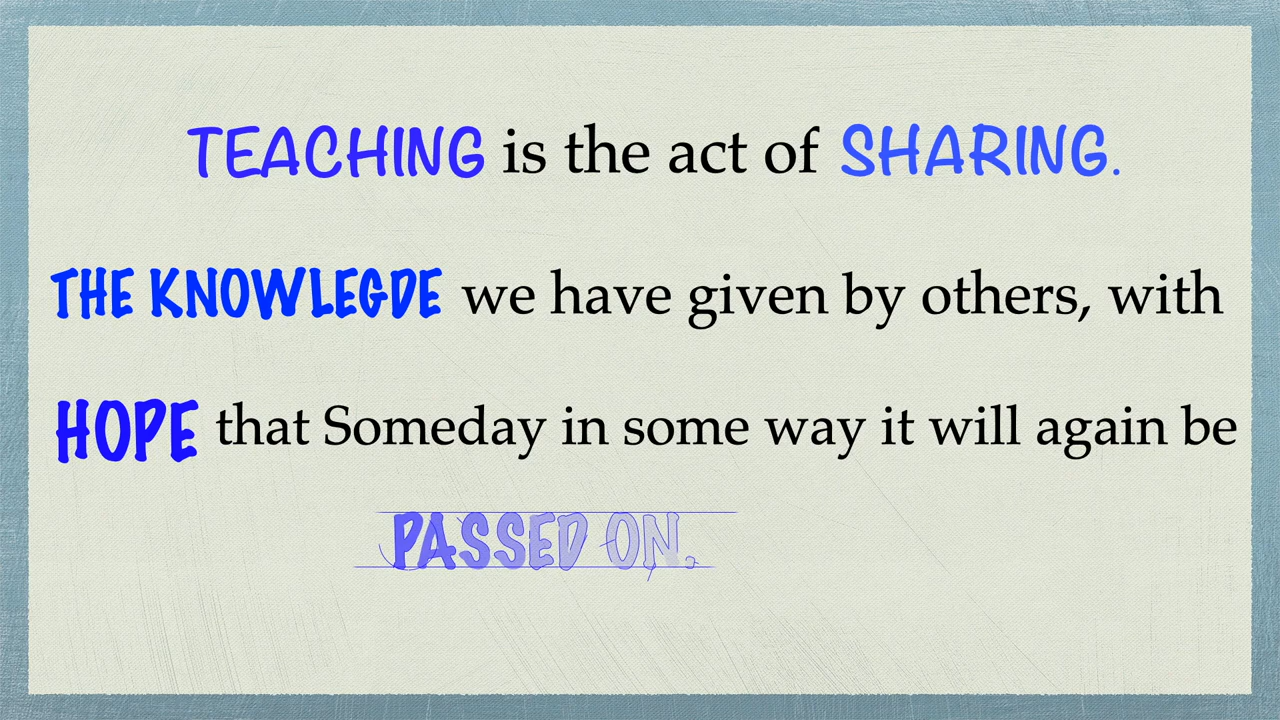 TEACHING is the act of SHARING.
THE KNOWLEGDE we have given by others, with
HOPE that Someday in some way it will again be
PASSED ON.